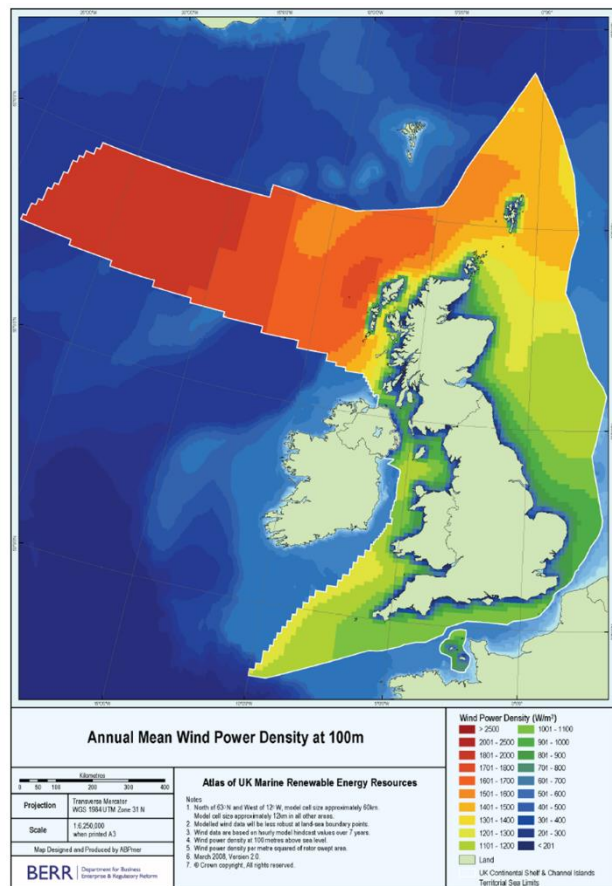 Annual Mean Wind Power Density at 100m
Kilometres
0 50 100 200 300 400
Projection
Transverse Mercator
WGS 1984 UTM Zone 31 N
Scale
1:6,250,000
when printed A3
Map Designed and Produced by ABPmer
BERR
Department for Business
Enterprise & Regulatory Reform
Atlas of UK Marine Renewable Energy Resources
Notes
1. North of 63°N and West of 12°W, model cell size approximately 60km.
Model cell size approximately 12km in all other areas.
2. Modelled wind data will be less robust at land-sea boundary points.
3. Wind data are based on hourly model hindcast values over 7 years.
4. Wind power density at 100 metres above sea level.
5. Wind power density per metre squared of rotor swept area.
6. March 2008, Version 2.0.
7. © Crown copyright, All rights reserved.
Wind Power Density (W/m²)
> 2500
2001 - 2500
1801 - 2000
1701 - 1800
1601 - 1700
1501 - 1600
1401 - 1500
1301 - 1400
1201 - 1300
1101 - 1200
1001 - 1100
901 - 1000
801 - 900
701 - 800
601 - 700
501 - 600
401 - 500
301 - 400
201 - 300
< 201
Land
UK Continental Shelf & Channel Islands
Territorial Sea Limits